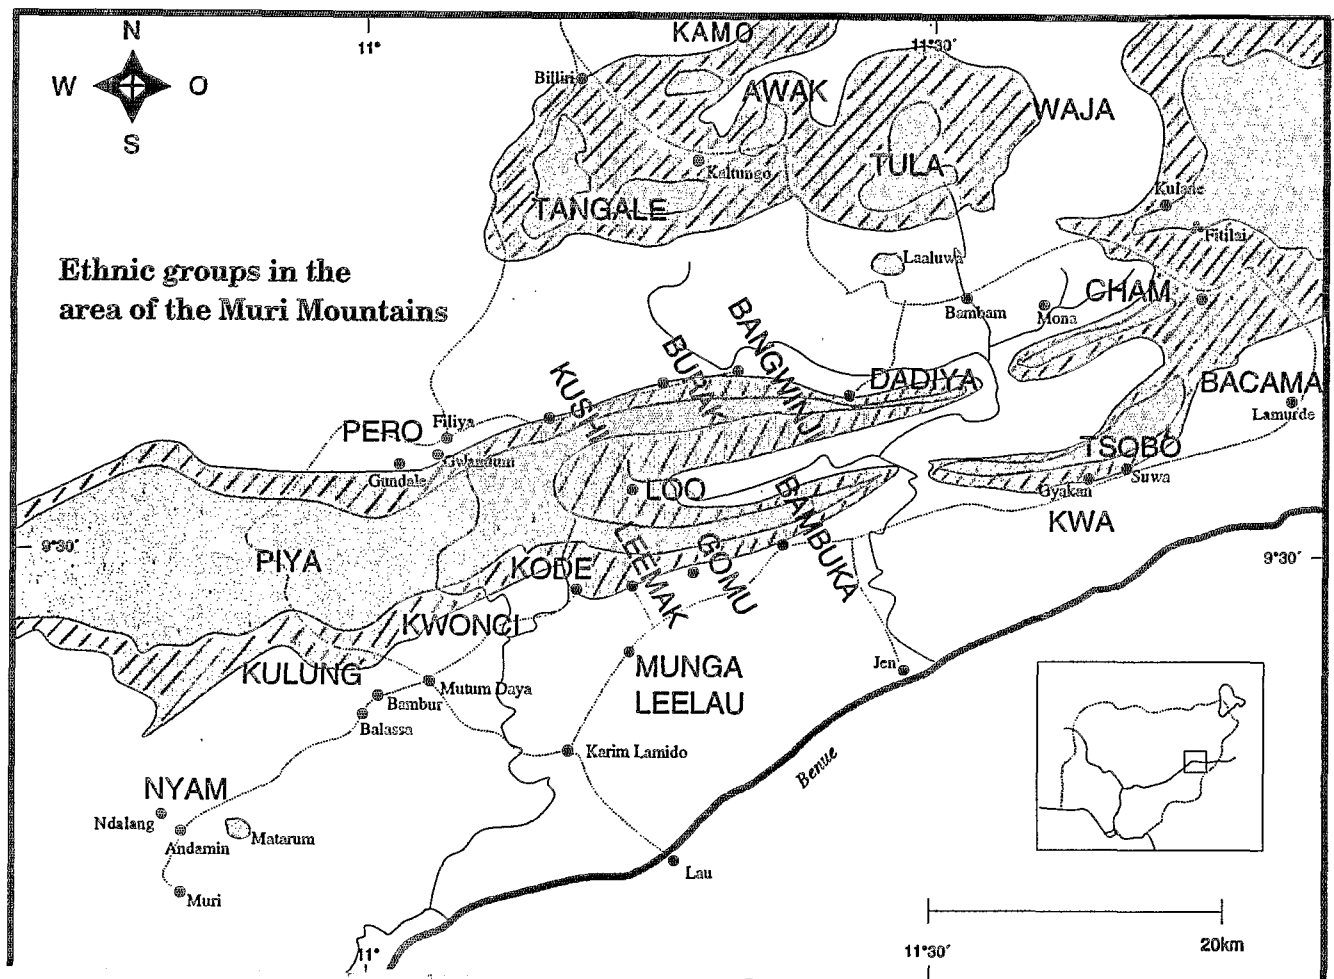 N
W O
S
11°
11°30′
KAMO
Billiri
AWAK
WAJA
TULA
Kaltungo
TANGALE
Kulane
Fitilai
Laaluwa
Ethnic groups in the
area of the Muri Mountains
CHAM
Bambam
Mona
BANGWINJI
BURAK
KUSHI
DADIYA
BACAMA
Lamurde
PERO
Filiya
Gwandum
Gundale
TSOBO
Suwa
Gyakan
KWA
LOO
BAMBUKA
9°30′
9°30′
PIYA
KODE
LEEMAK
GOMU
KWONCI
KULUNG
MUNGA
LEELAU
Jen
Mutum Daya
Bambur
Balassa
Karim Lamido
Benue
NYAM
Ndalang
Andamin
Matarum
Muri
Lau
11°
11°30′
20km